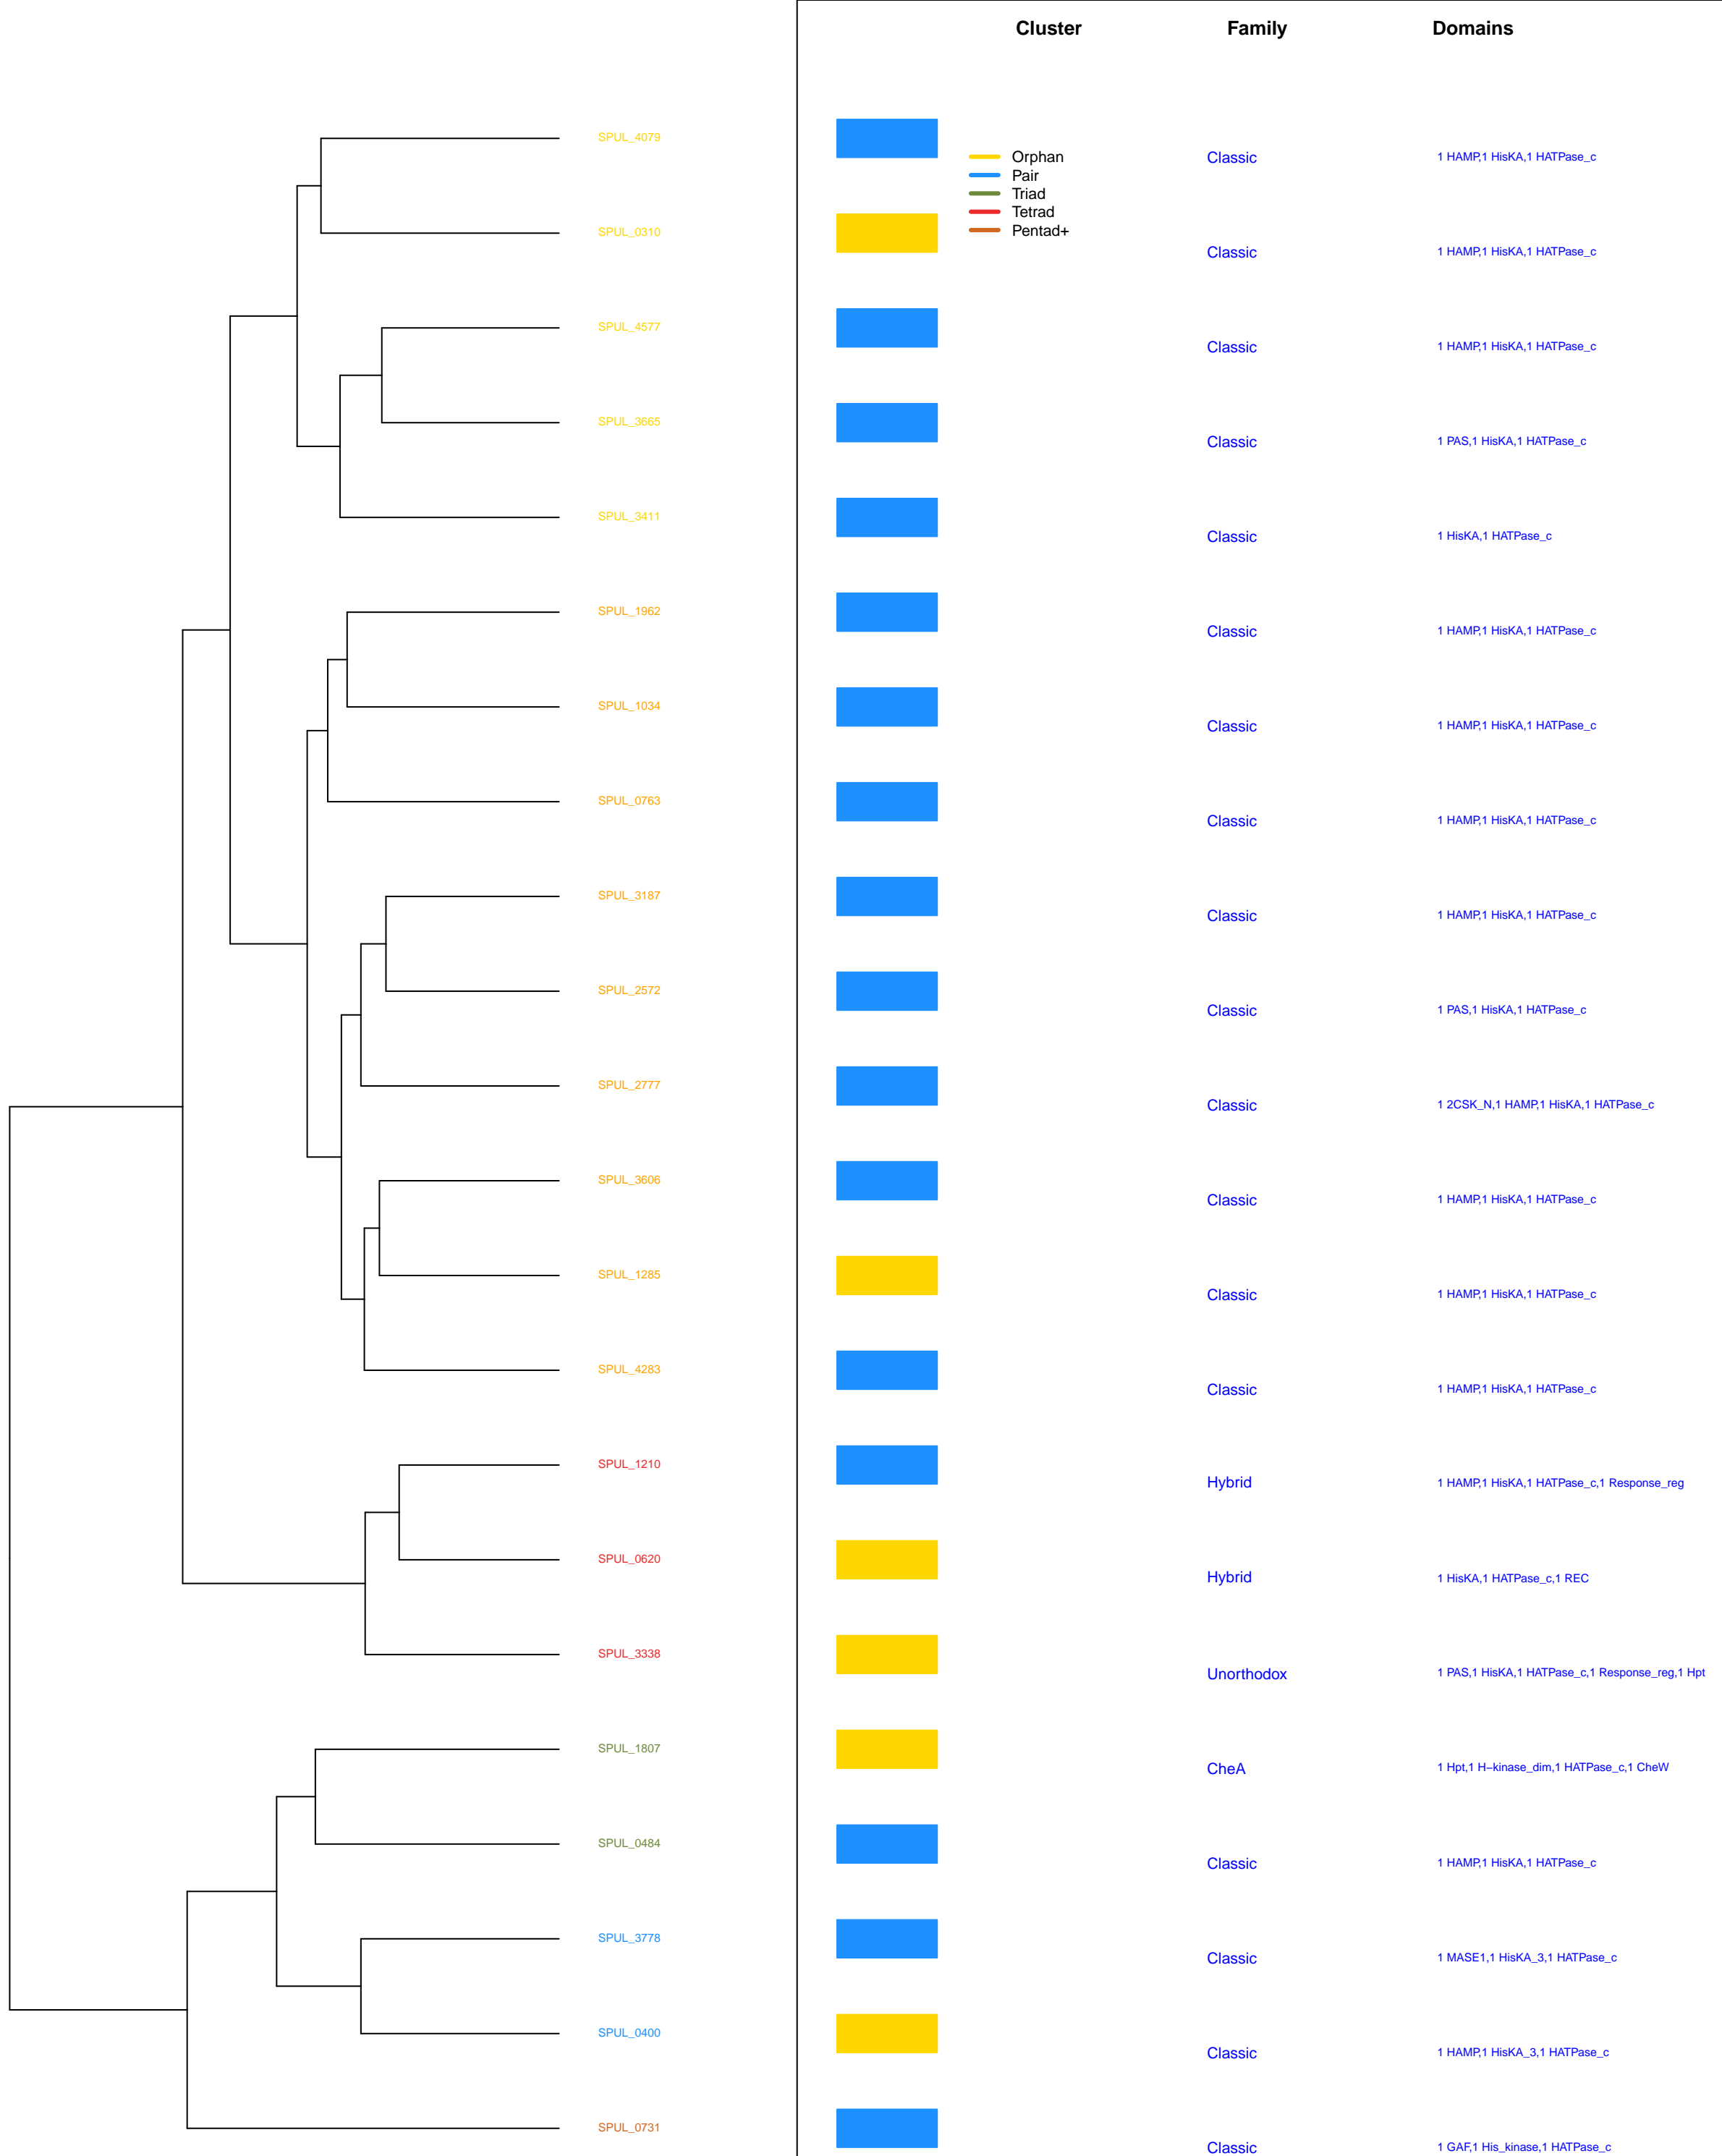 Cluster Family Domains
SPUL_4079
Orphan
Pair
Triad
Tetrad
Pentad+
Classic 1 HAMP,1 HisKA,1 HATPase_c
SPUL_0310
Classic 1 HAMP,1 HisKA,1 HATPase_c
SPUL_4577
Classic 1 HAMP,1 HisKA,1 HATPase_c
SPUL_3665
Classic 1 PAS,1 HisKA,1 HATPase_c
SPUL_3411
Classic 1 HisKA,1 HATPase_c
SPUL_1962
Classic 1 HAMP,1 HisKA,1 HATPase_c
SPUL_1034
Classic 1 HAMP,1 HisKA,1 HATPase_c
SPUL_0763
Classic 1 HAMP,1 HisKA,1 HATPase_c
SPUL_3187
Classic 1 HAMP,1 HisKA,1 HATPase_c
SPUL_2572
Classic 1 PAS,1 HisKA,1 HATPase_c
SPUL_2777
Classic 1 2CSK_N,1 HAMP,1 HisKA,1 HATPase_c
SPUL_3606
Classic 1 HAMP,1 HisKA,1 HATPase_c
SPUL_1285
Classic 1 HAMP,1 HisKA,1 HATPase_c
SPUL_4283
Classic 1 HAMP,1 HisKA,1 HATPase_c
SPUL_1210
Hybrid 1 HAMP,1 HisKA,1 HATPase_c,1 Response_reg
SPUL_0620
Hybrid 1 HisKA,1 HATPase_c,1 REC
SPUL_3338
Unorthodox 1 PAS,1 HisKA,1 HATPase_c,1 Response_reg,1 Hpt
SPUL_1807
CheA 1 Hpt,1 H−kinase_dim,1 HATPase_c,1 CheW
SPUL_0484
Classic 1 HAMP,1 HisKA,1 HATPase_c
SPUL_3778
Classic 1 MASE1,1 HisKA_3,1 HATPase_c
SPUL_0400
Classic 1 HAMP,1 HisKA_3,1 HATPase_c
SPUL_0731
Classic 1 GAF,1 His_kinase,1 HATPase_c